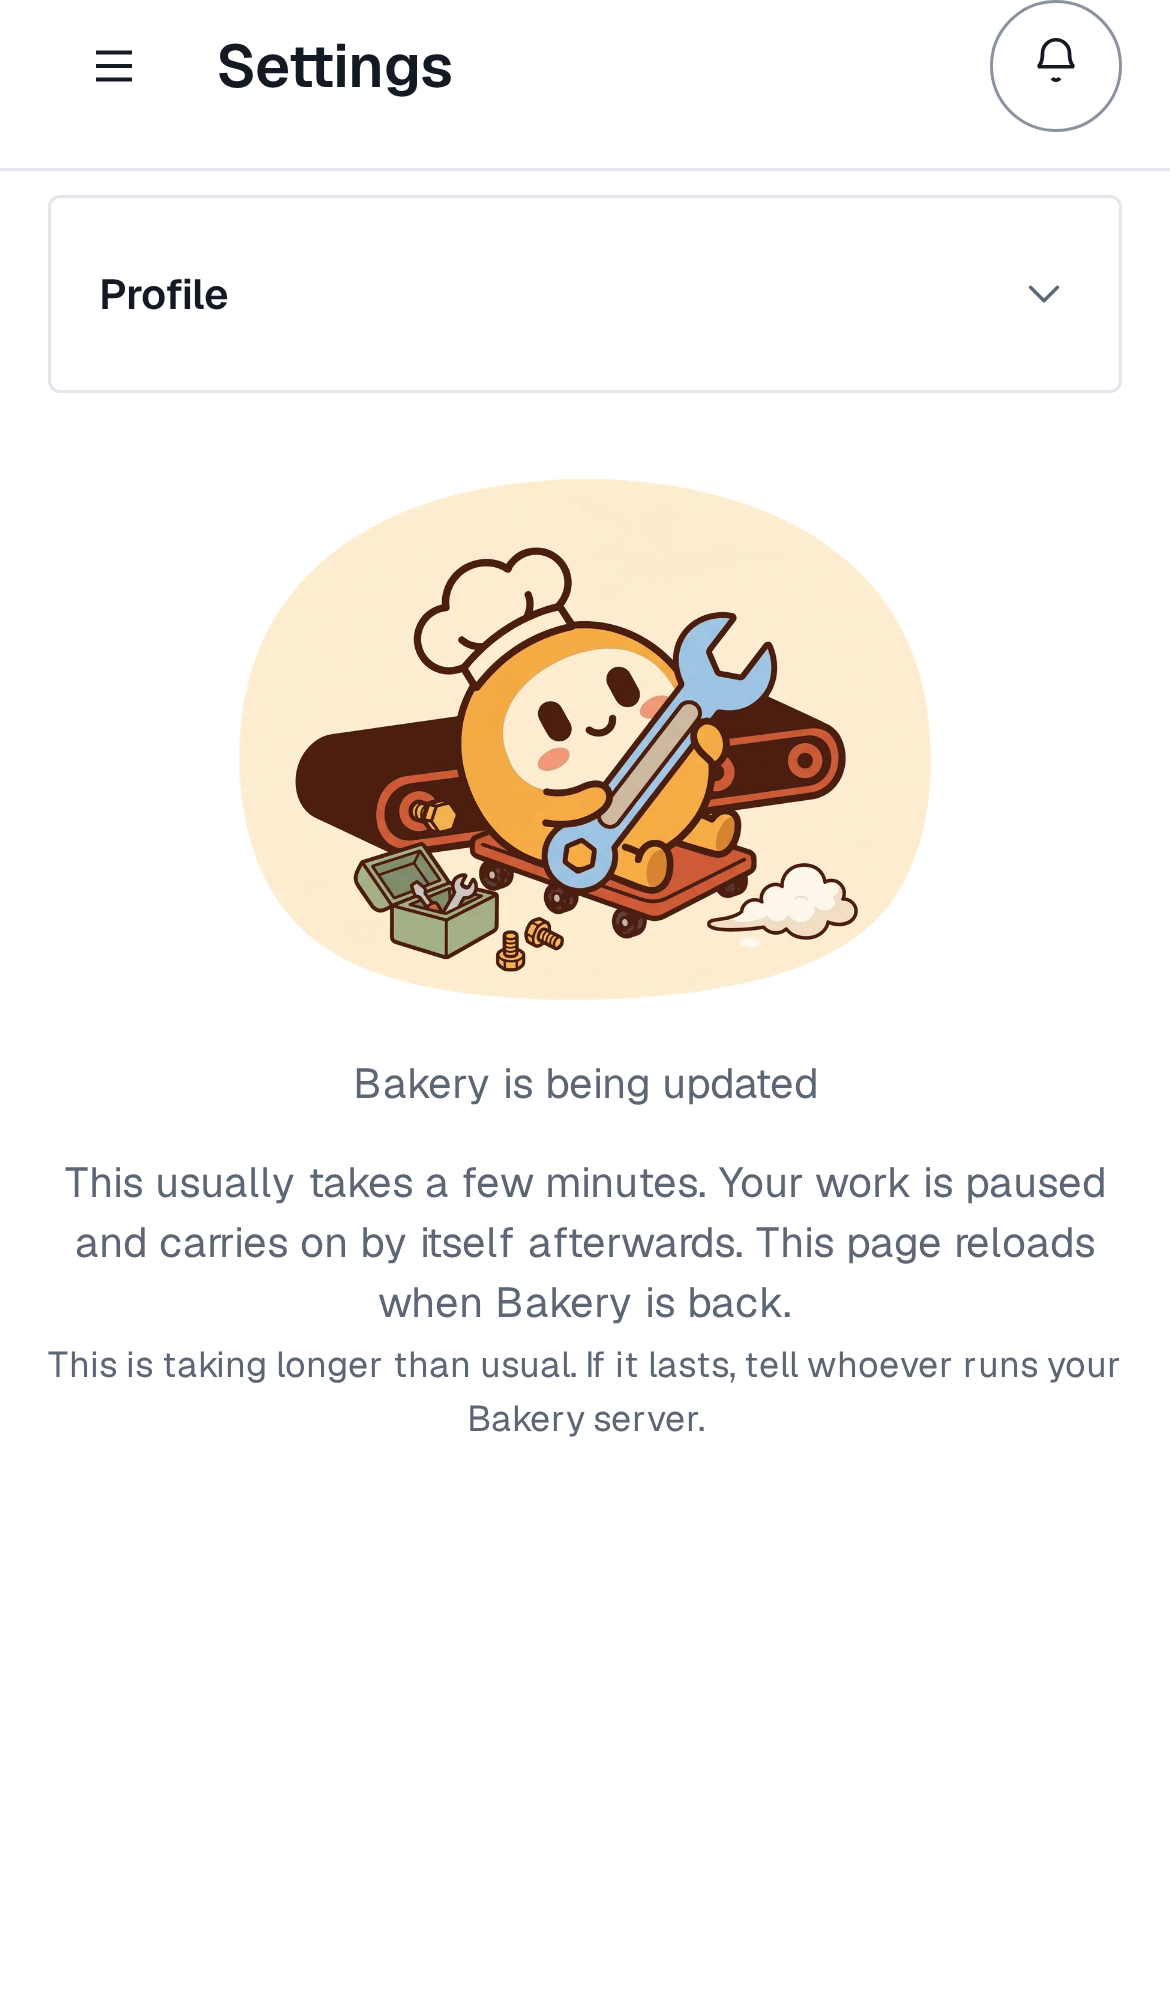 Settings
Profile
Bakery is being updated
This usually takes a few minutes. Your work is paused
and carries on by itself afterwards. This page reloads
when Bakery is back.
This is taking longer than usual. If it lasts, tell whoever runs your
Bakery server.